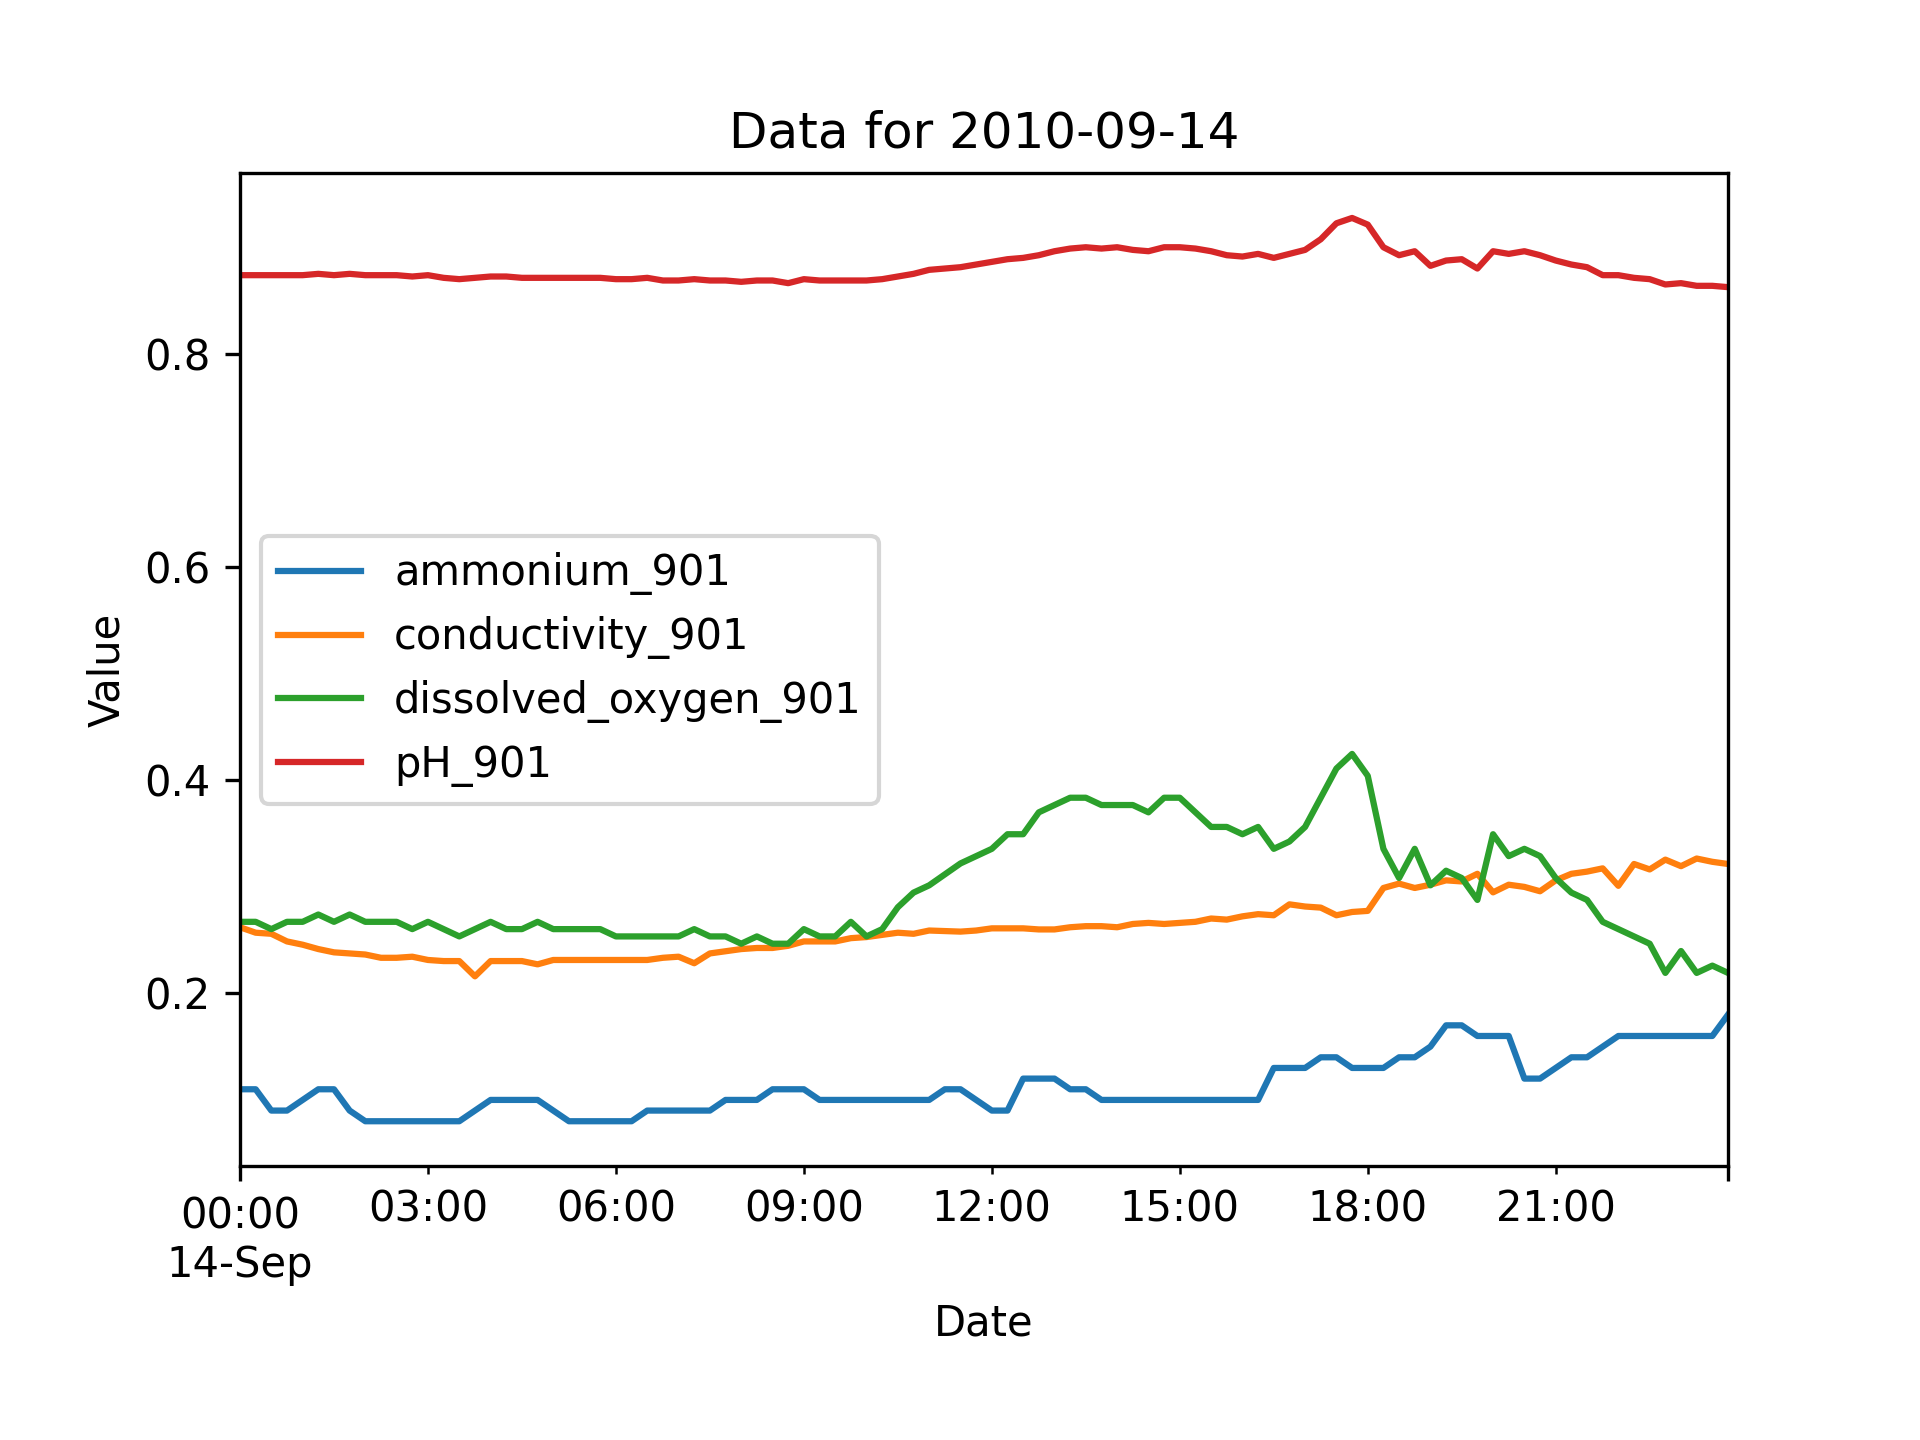 Data for 2010-09-14
Value
0.8
0.6
0.4
0.2
ammonium_901
conductivity_901
dissolved_oxygen_901
pH_901
00:00 03:00 06:00 09:00 12:00 15:00 18:00 21:00
14-Sep
Date